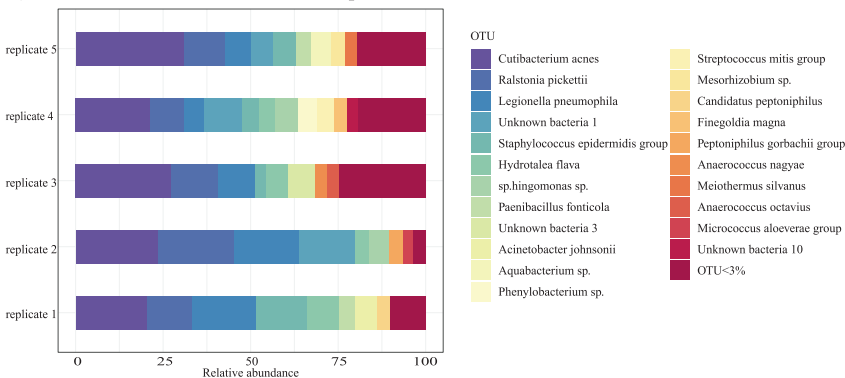 replicate 5
replicate 4
replicate 3
replicate 2
replicate 1
0 25 50 75 100
Relative abundance
OTU
Cutibacterium acnes
Ralstonia pickettii
Legionella pneumophila
Unknown bacteria 1
Staphylococcus epidermidis group
Hydrotalea flava
sp.hingomonas sp.
Paenibacillus fonticola
Unknown bacteria 3
Acinetobacter johnsonii
Aquabacterium sp.
Phenylobacterium sp.
Streptococcus mitis group
Mesorhizobium sp.
Candidatus peptoniphilus
Finegoldia magna
Peptoniphilus gorbachii group
Anaerococcus nagyae
Meiothermus silvanus
Anaerococcus octavius
Micrococcus aloeverae group
Unknown bacteria 10
OTU<3%